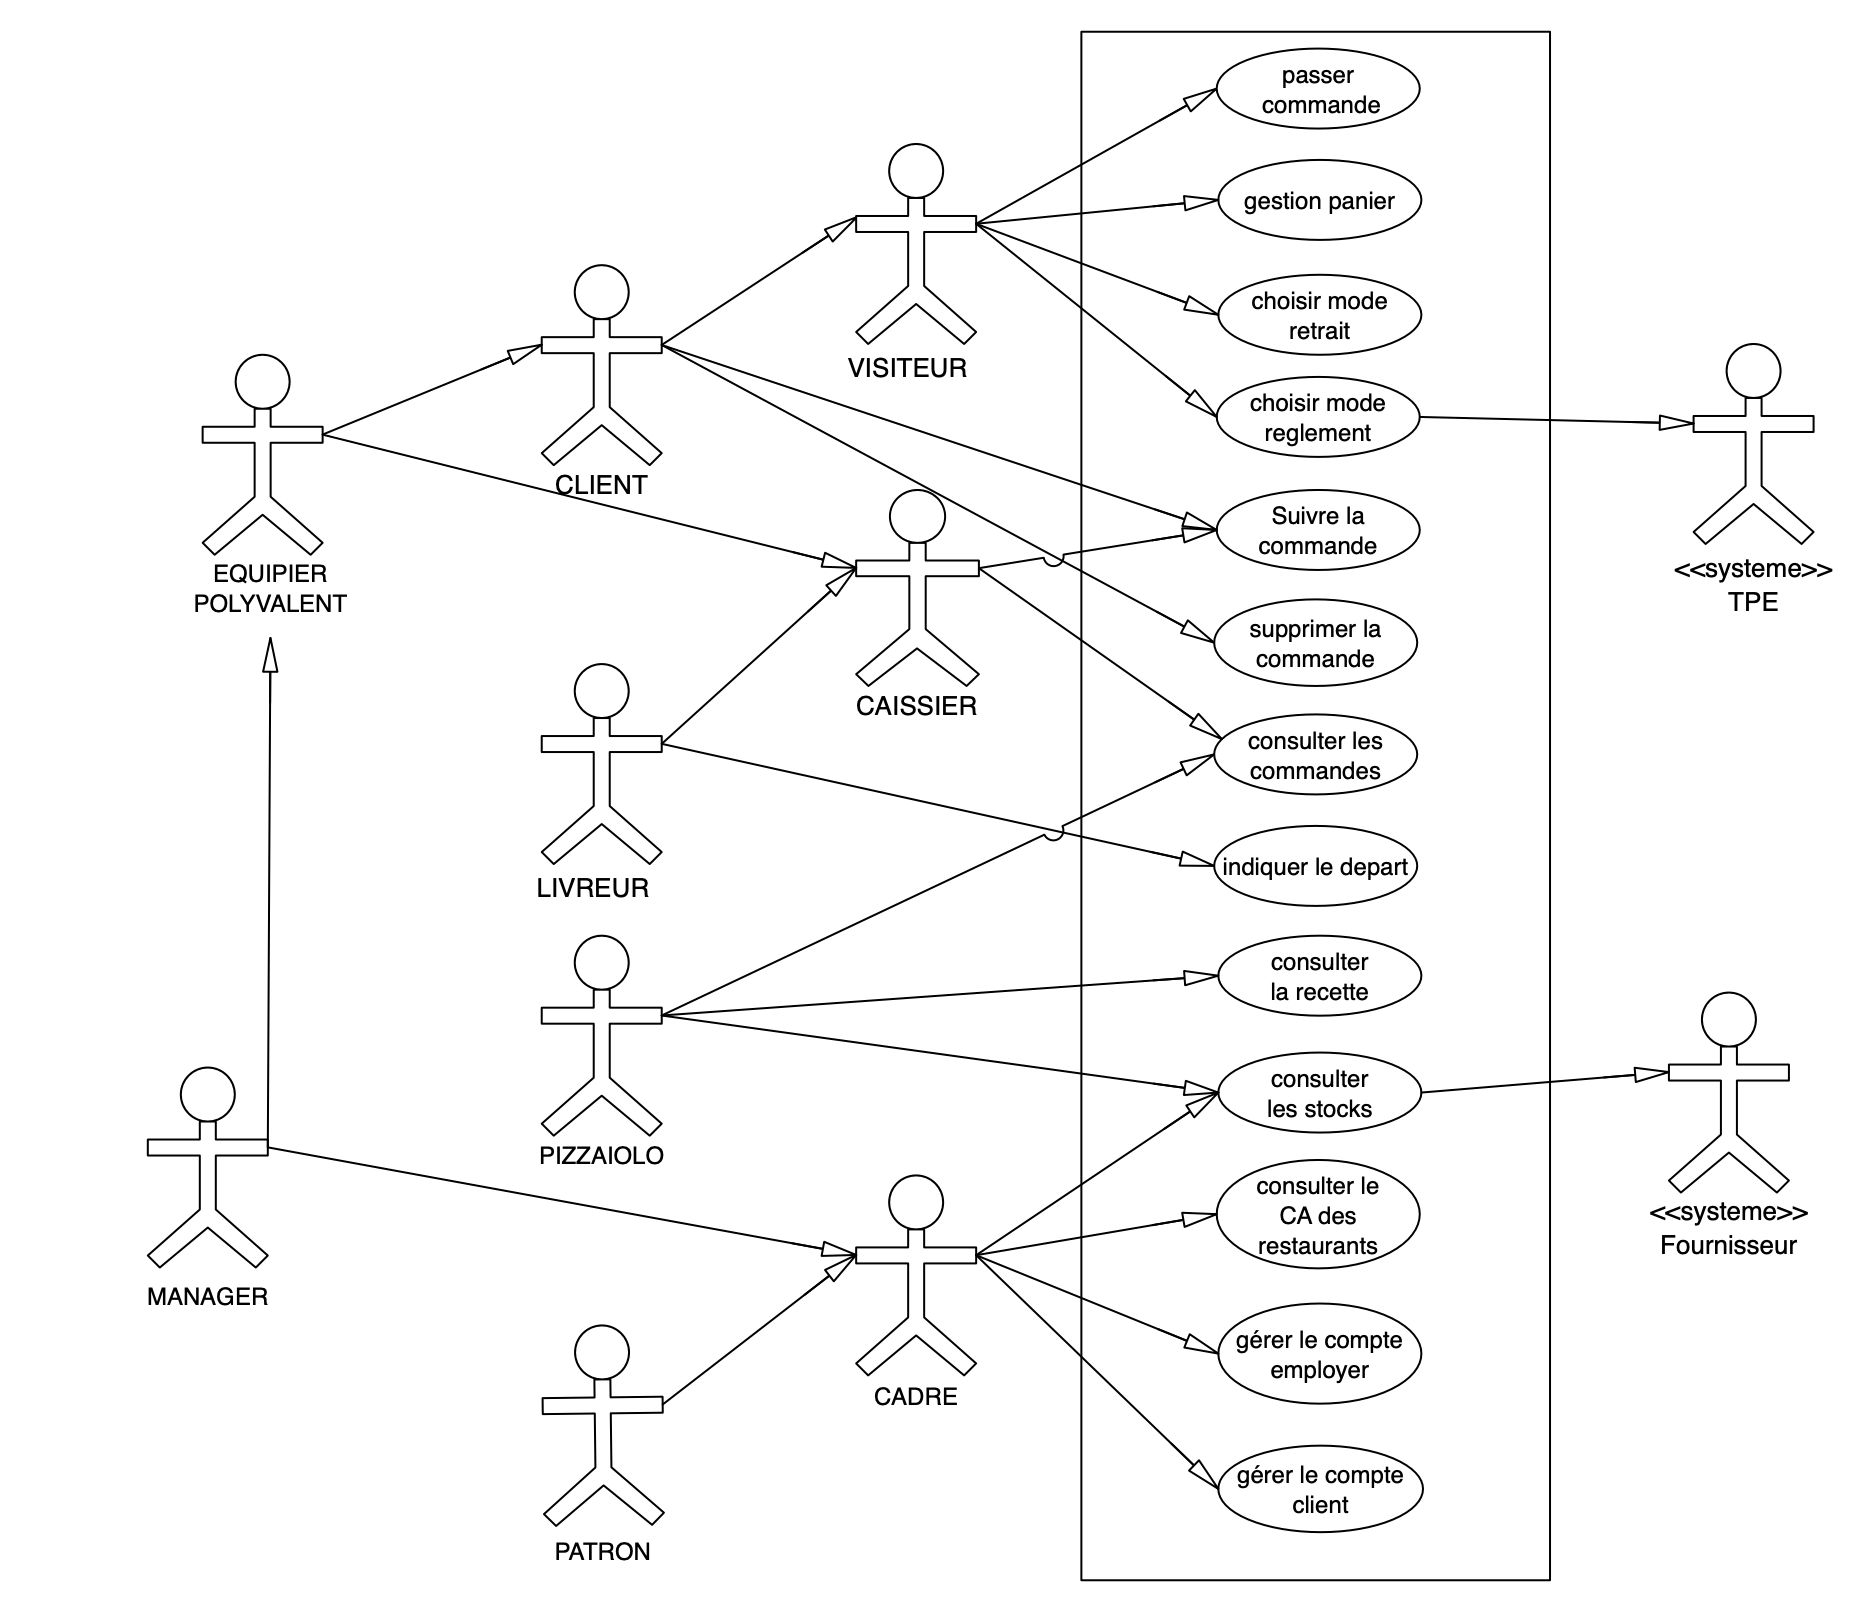 passer
commande
gestion panier
choisir mode
retrait
VISITEUR
choisir mode
reglement
CLIENT
Suivre la
commande
EQUIPIER
POLYVALENT
<<systeme>>
TPE
supprimer la
commande
CAISSIER
consulter les
commandes
indiquer le depart
LIVREUR
consulter
la recette
consulter
les stocks
PIZZAIOLO
consulter le
CA des
restaurants
<<systeme>>
Fournisseur
MANAGER
gérer le compte
employer
CADRE
gérer le compte
client
PATRON